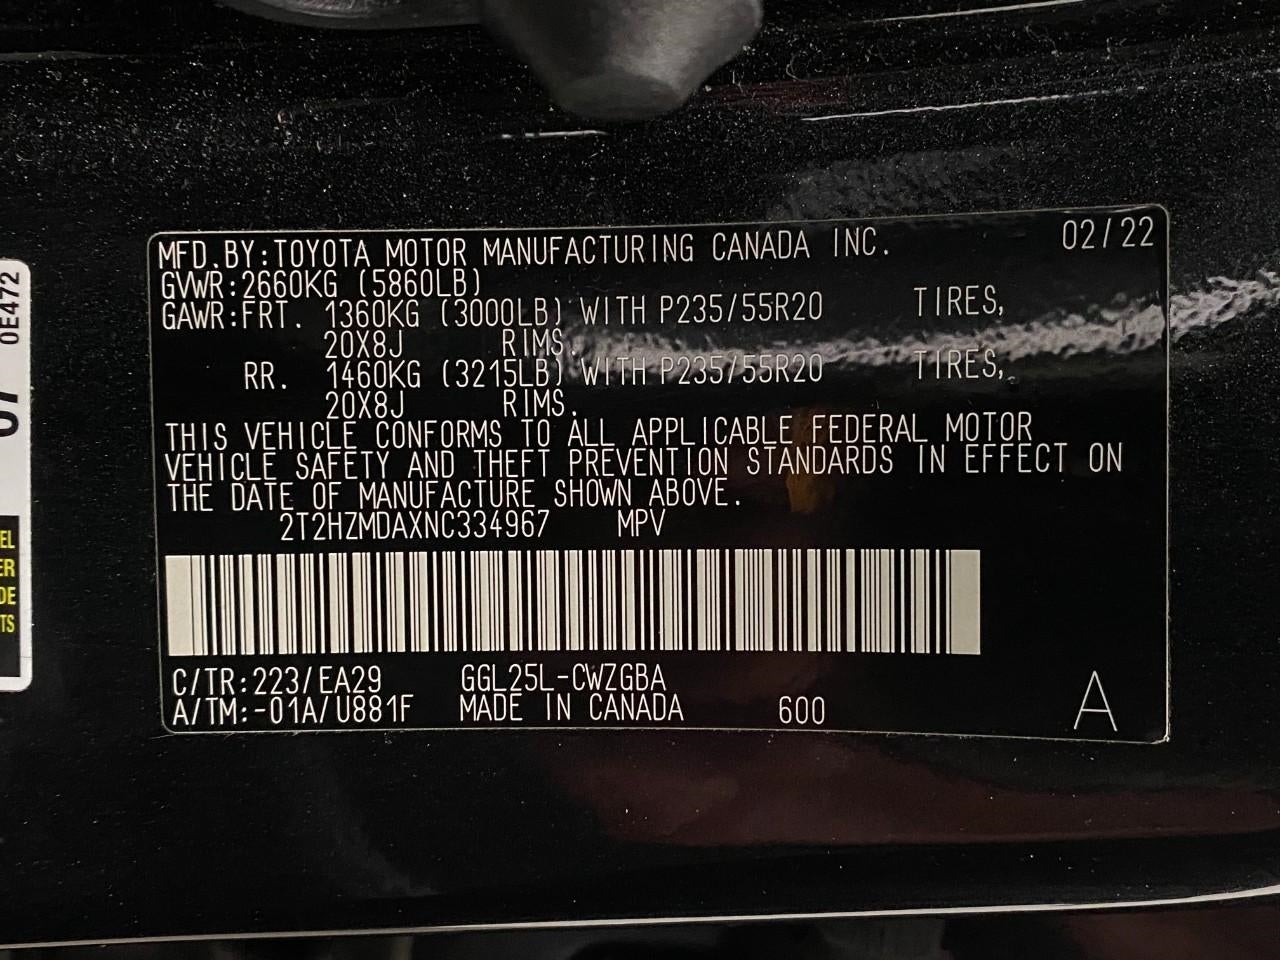 MFD.BY:TOYOTA MOTOR MANUFACTURING CANADA INC. 02/22
GVWR:2660KG (5860LB)
GAWR:FRT. 1360KG (3000LB) WITH P235/55R20 TIRES,
20X8J RIMS.
RR. 1460KG (3215LB) WITH P235/55R20 TIRES,
20X8J RIMS.
THIS VEHICLE CONFORMS TO ALL APPLICABLE FEDERAL MOTOR
VEHICLE SAFETY AND THEFT PREVENTION STANDARDS IN EFFECT ON
THE DATE OF MANUFACTURE SHOWN ABOVE.
2T2HZMDAXNC334967 MPV
C/TR:223/EA29 GGL25L-CWZGBA
A/TM:-01A/U881F MADE IN CANADA 600 A
0E472